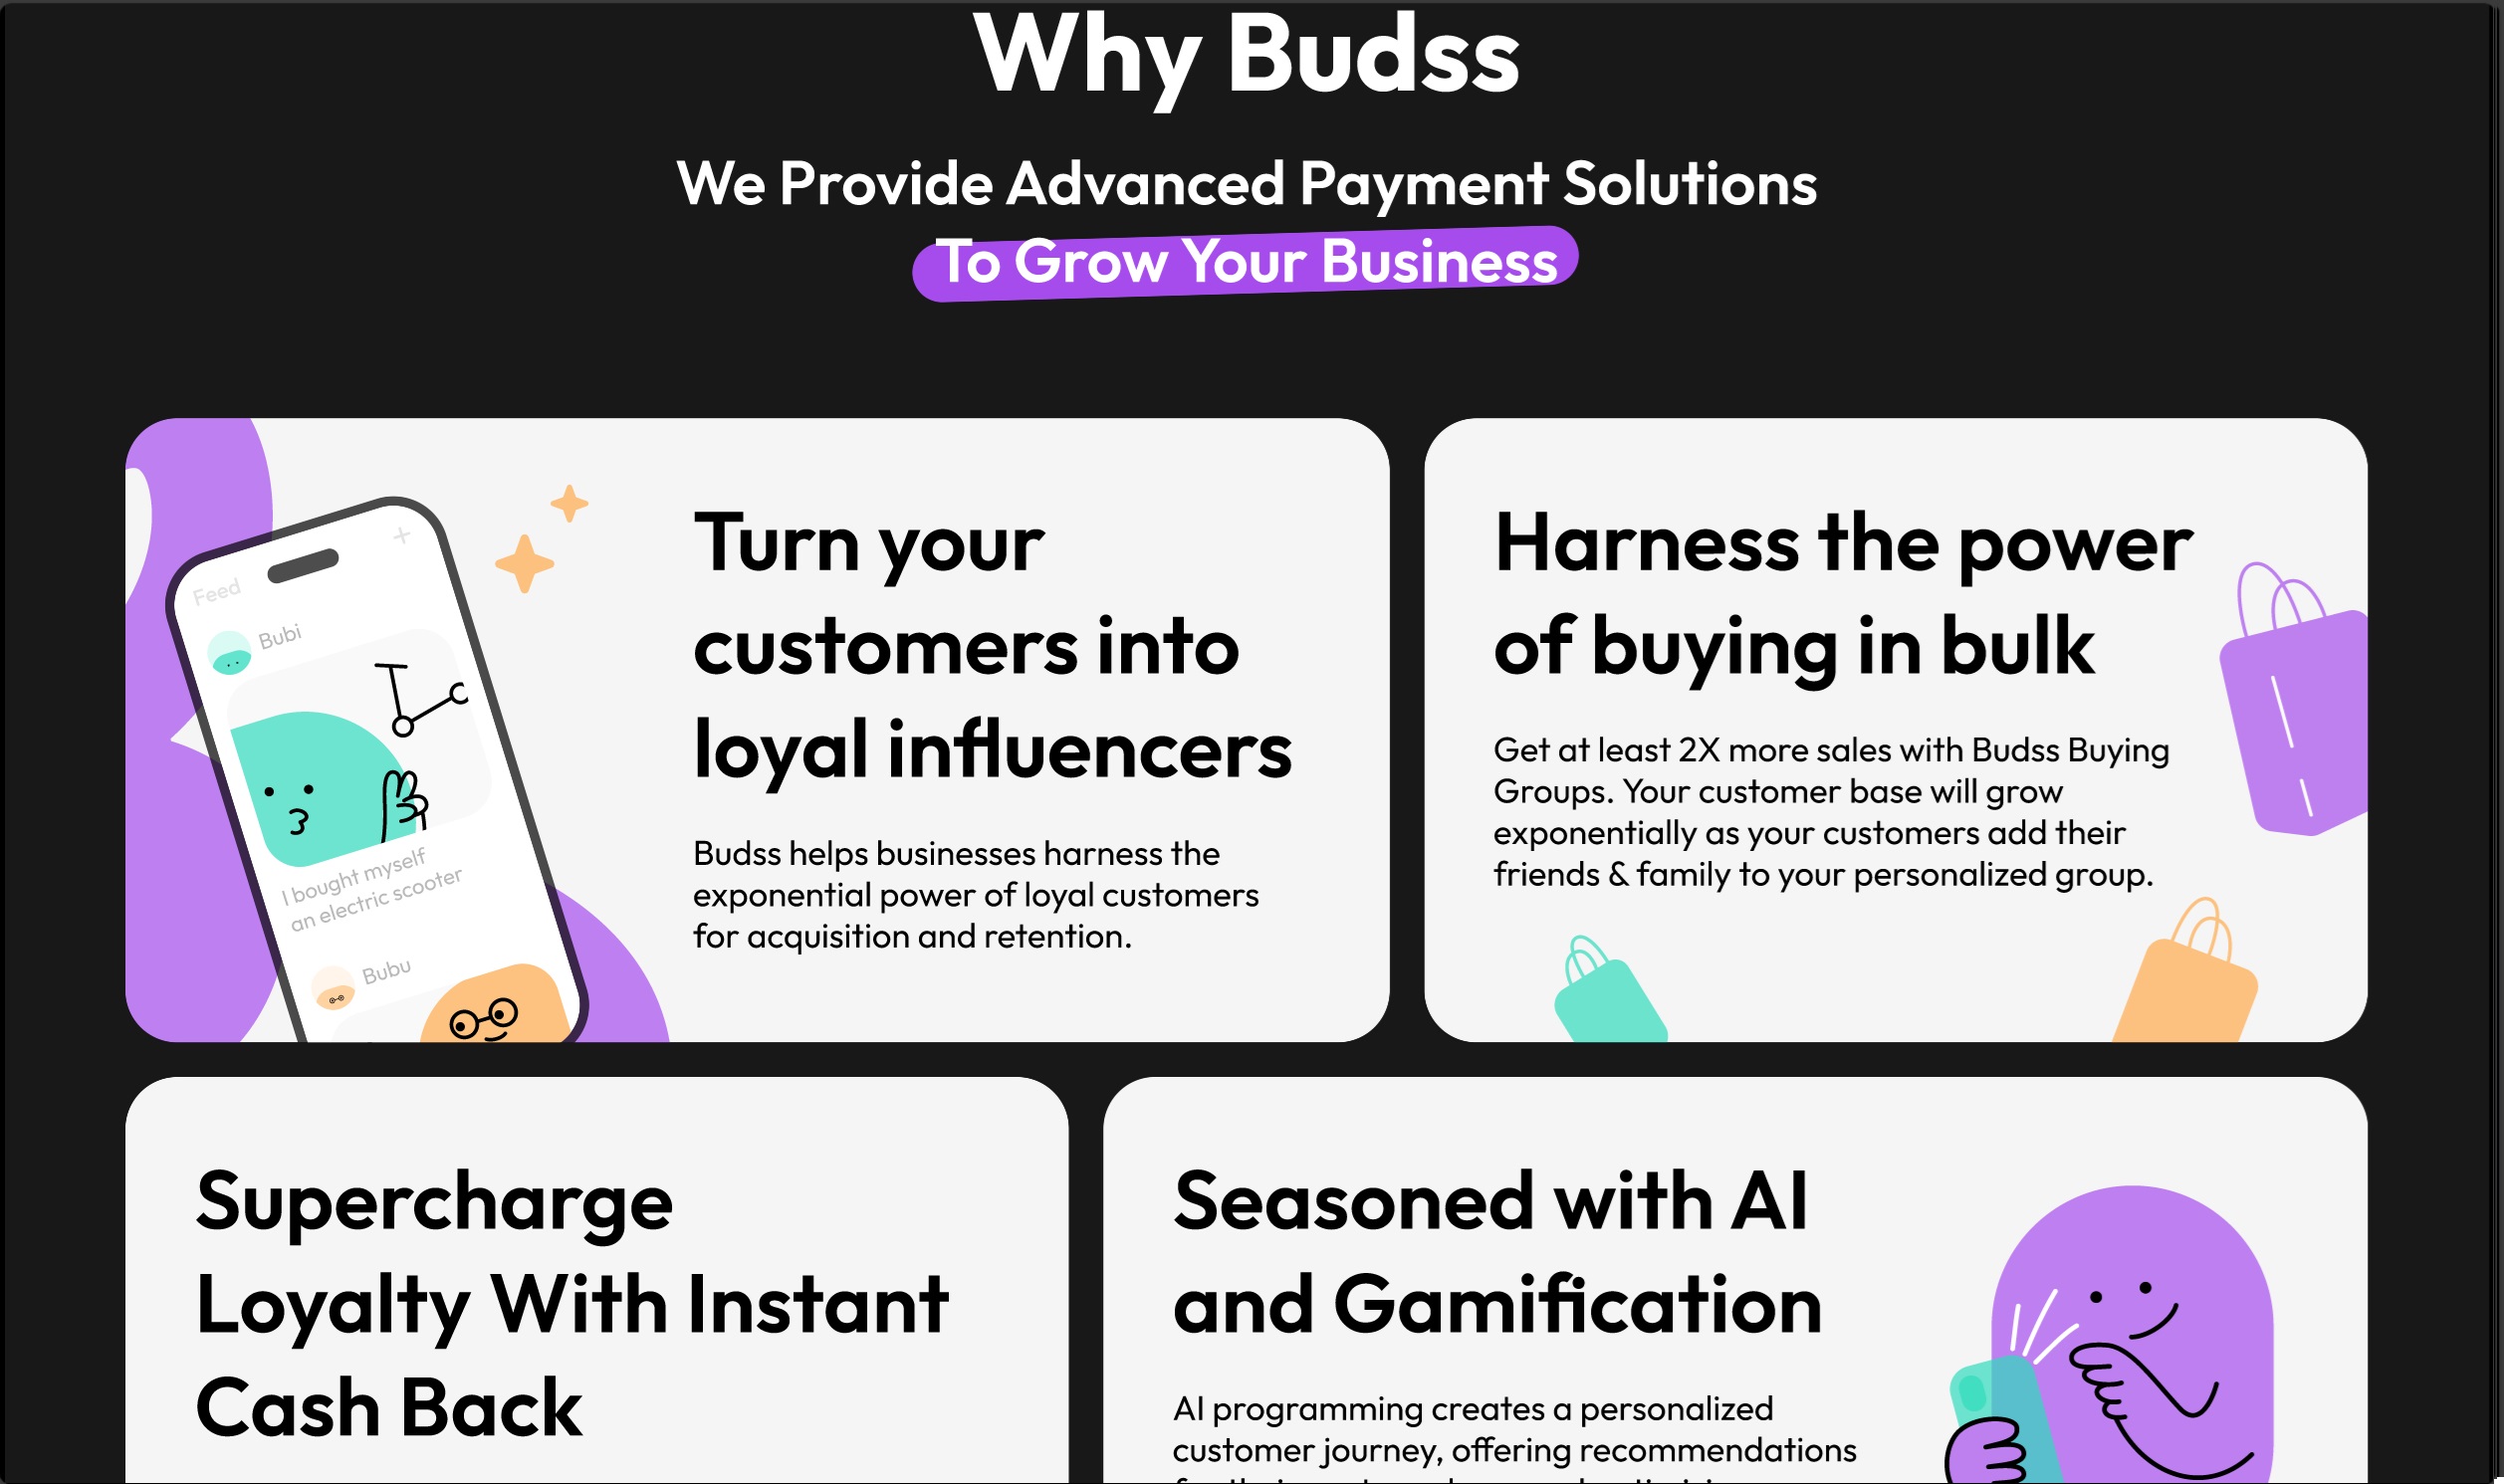 Why Budss
We Provide Advanced Payment Solutions
To Grow Your Business
Feed
+
Bubi
I bought myself
an electric scooter
Bubu
Turn your
customers into
loyal influencers
Budss helps businesses harness the
exponential power of loyal customers
for acquisition and retention.
Harness the power
of buying in bulk
Get at least 2X more sales with Budss Buying
Groups. Your customer base will grow
exponentially as your customers add their
friends & family to your personalized group.
Supercharge
Loyalty With Instant
Cash Back
Seasoned with AI
and Gamification
AI programming creates a personalized
customer journey, offering recommendations